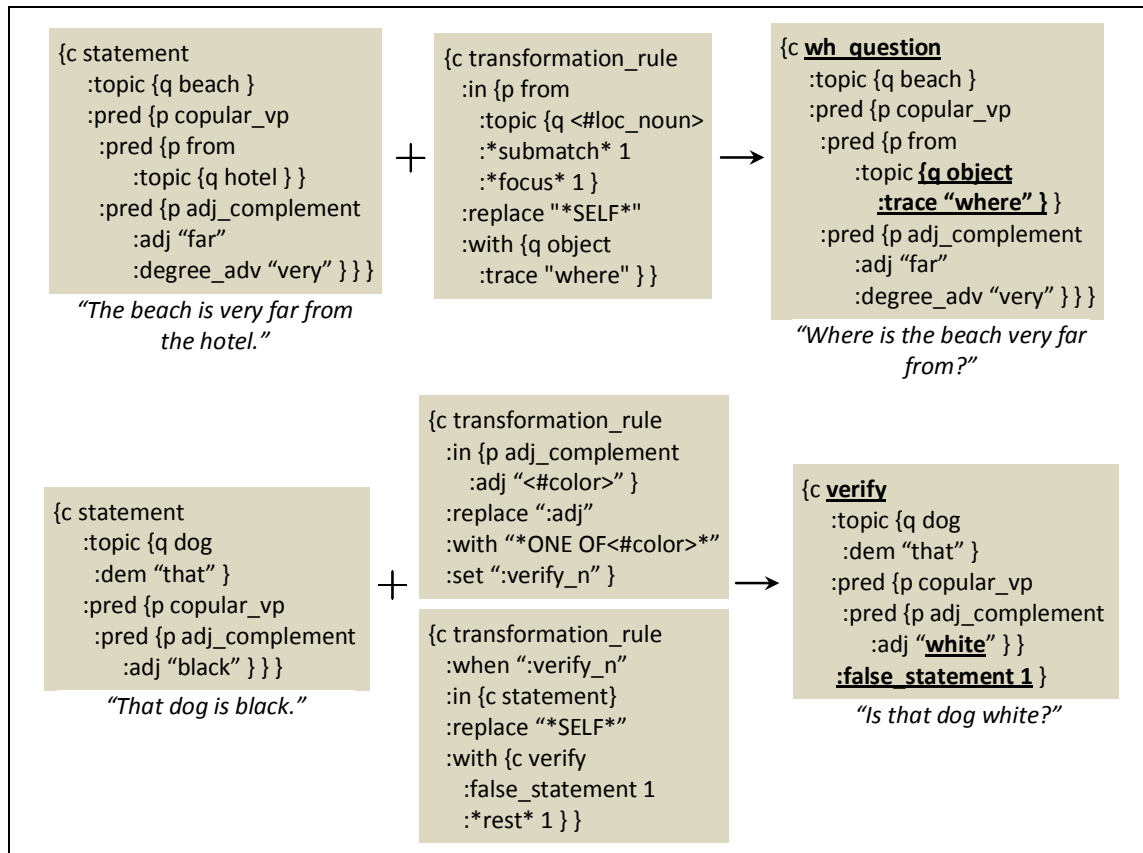 {c statement
:topic {q beach }
:pred {p copular_vp
:pred {p from
:topic {q hotel } }
:pred {p adj_complement
:adj “far”
:degree_adv “very” } } }
“The beach is very far from
the hotel.”
+
{c transformation_rule
:in {p from
:topic {q <#loc_noun>
:*submatch* 1
:*focus* 1 }
:replace "*SELF*"
:with {q object
:trace "where" } }
→
{c wh_question
:topic {q beach }
:pred {p copular_vp
:pred {p from
:topic {q object
:trace “where” } }
:pred {p adj_complement
:adj “far”
:degree_adv “very” } } }
“Where is the beach very far
from?”
{c statement
:topic {q dog
:dem “that” }
:pred {p copular_vp
:pred {p adj_complement
:adj “black” } } }
“That dog is black.”
+
{c transformation_rule
:in {p adj_complement
:adj “<#color>” }
:replace “:adj”
:with “*ONE OF<#color>*”
:set “:verify_n” }
{c transformation_rule
:when “:verify_n”
:in {c statement}
:replace “*SELF*”
:with {c verify
:false_statement 1
:*rest* 1 } }
→
{c verify
:topic {q dog
:dem “that” }
:pred {p copular_vp
:pred {p adj_complement
:adj “white” } }
:false_statement 1 }
“Is that dog white?”